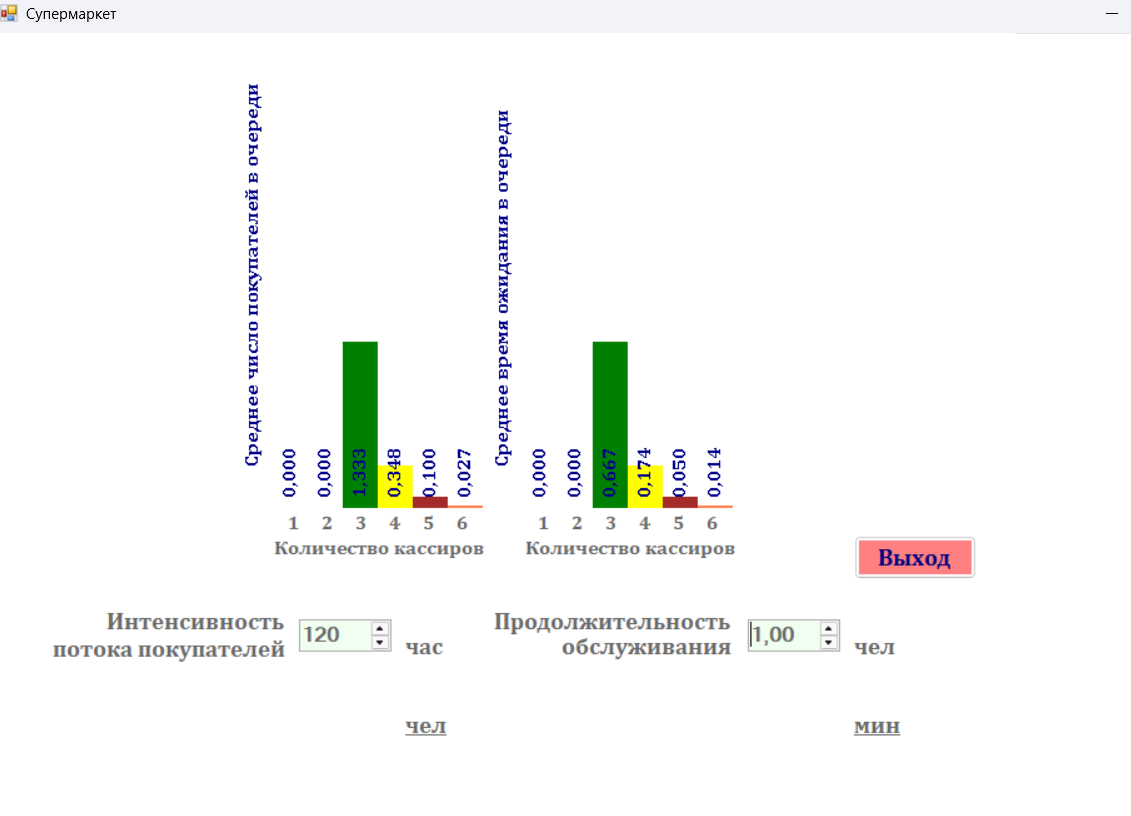 Супермаркет
Среднее число покупателей в очереди
0,000 0,000 1,333 0,348 0,100 0,027
1 2 3 4 5 6
Количество кассиров
Среднее время ожидания в очереди
0,000 0,000 0,667 0,174 0,050 0,014
1 2 3 4 5 6
Количество кассиров
Выход
Интенсивность
потока покупателей
120
час
чел
Продолжительность
обслуживания
1,00
чел
мин